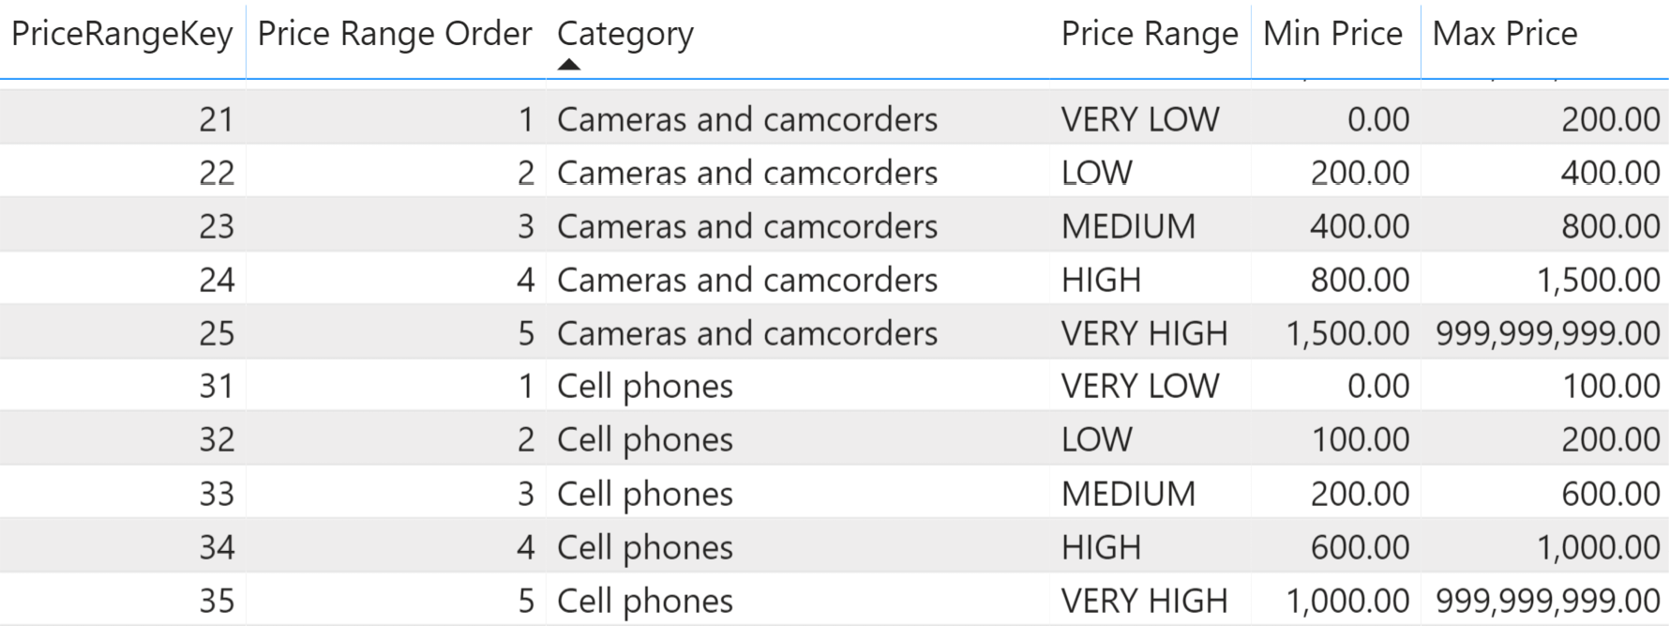 PriceRangeKey Price Range Order Category Price Range Min Price Max Price
21 1 Cameras and camcorders VERY LOW 0.00 200.00
22 2 Cameras and camcorders LOW 200.00 400.00
23 3 Cameras and camcorders MEDIUM 400.00 800.00
24 4 Cameras and camcorders HIGH 800.00 1,500.00
25 5 Cameras and camcorders VERY HIGH 1,500.00 999,999,999.00
31 1 Cell phones VERY LOW 0.00 100.00
32 2 Cell phones LOW 100.00 200.00
33 3 Cell phones MEDIUM 200.00 600.00
34 4 Cell phones HIGH 600.00 1,000.00
35 5 Cell phones VERY HIGH 1,000.00 999,999,999.00